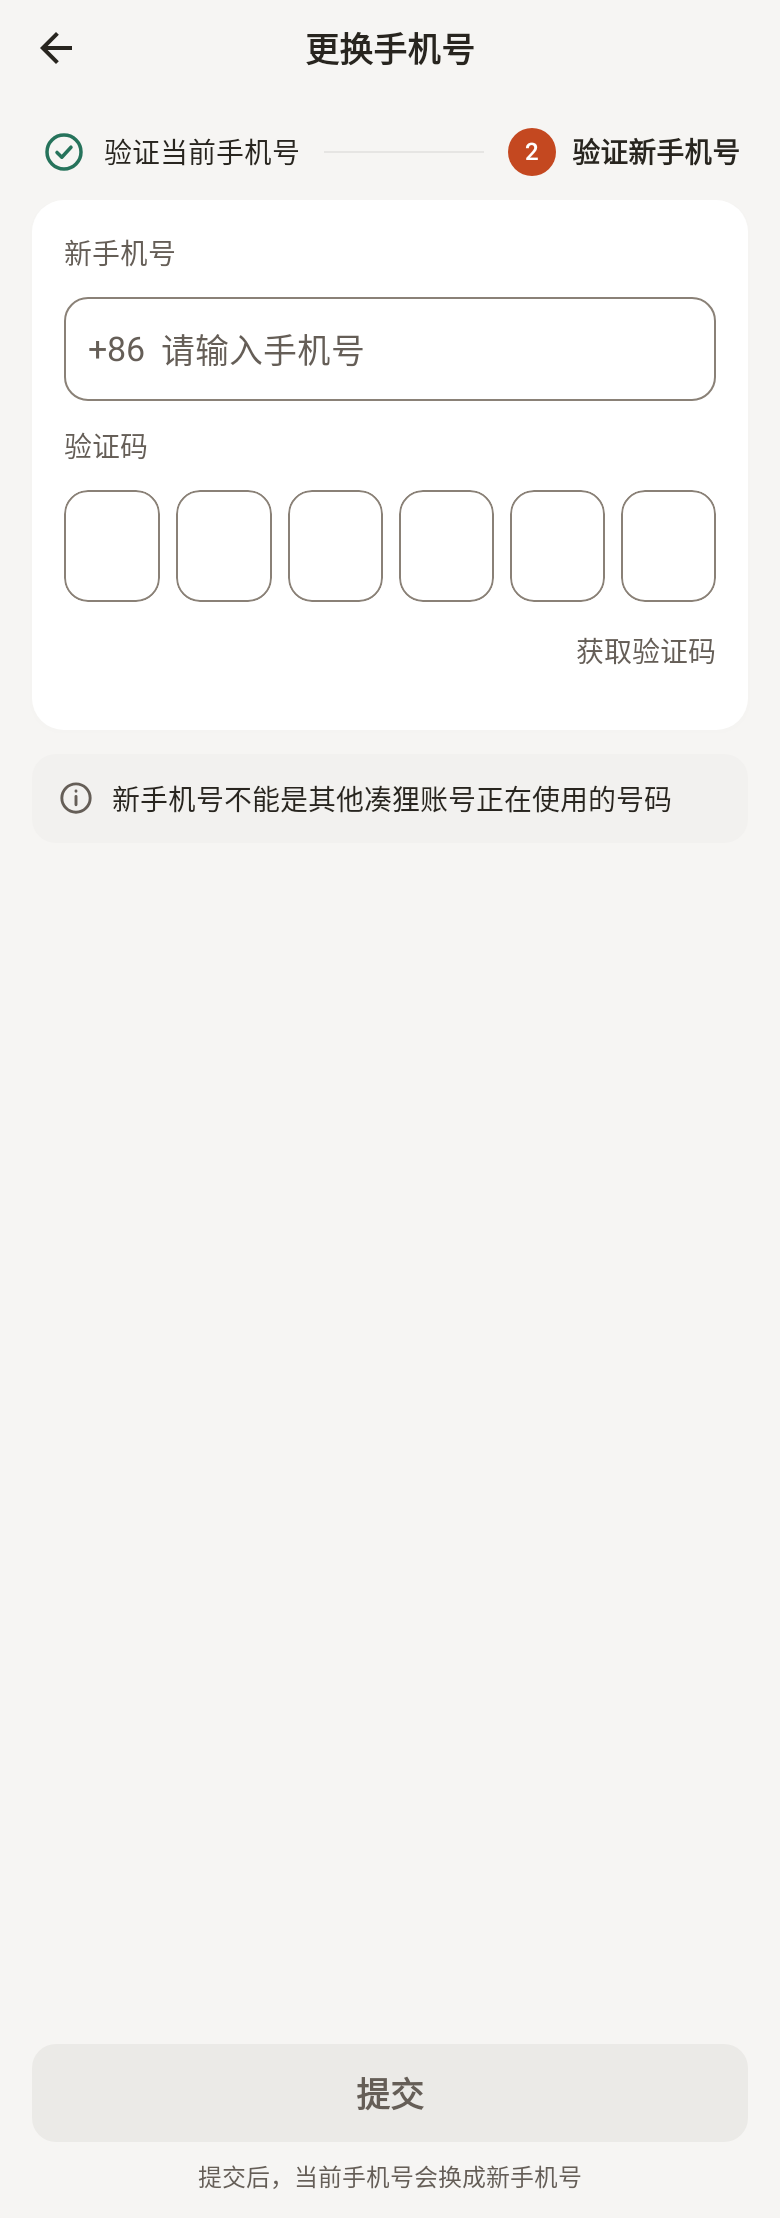 更换手机号
验证当前手机号
2 验证新手机号
新手机号
+86 请输入手机号
验证码
获取验证码
新手机号不能是其他凑狸账号正在使用的号码
提交
提交后，当前手机号会换成新手机号